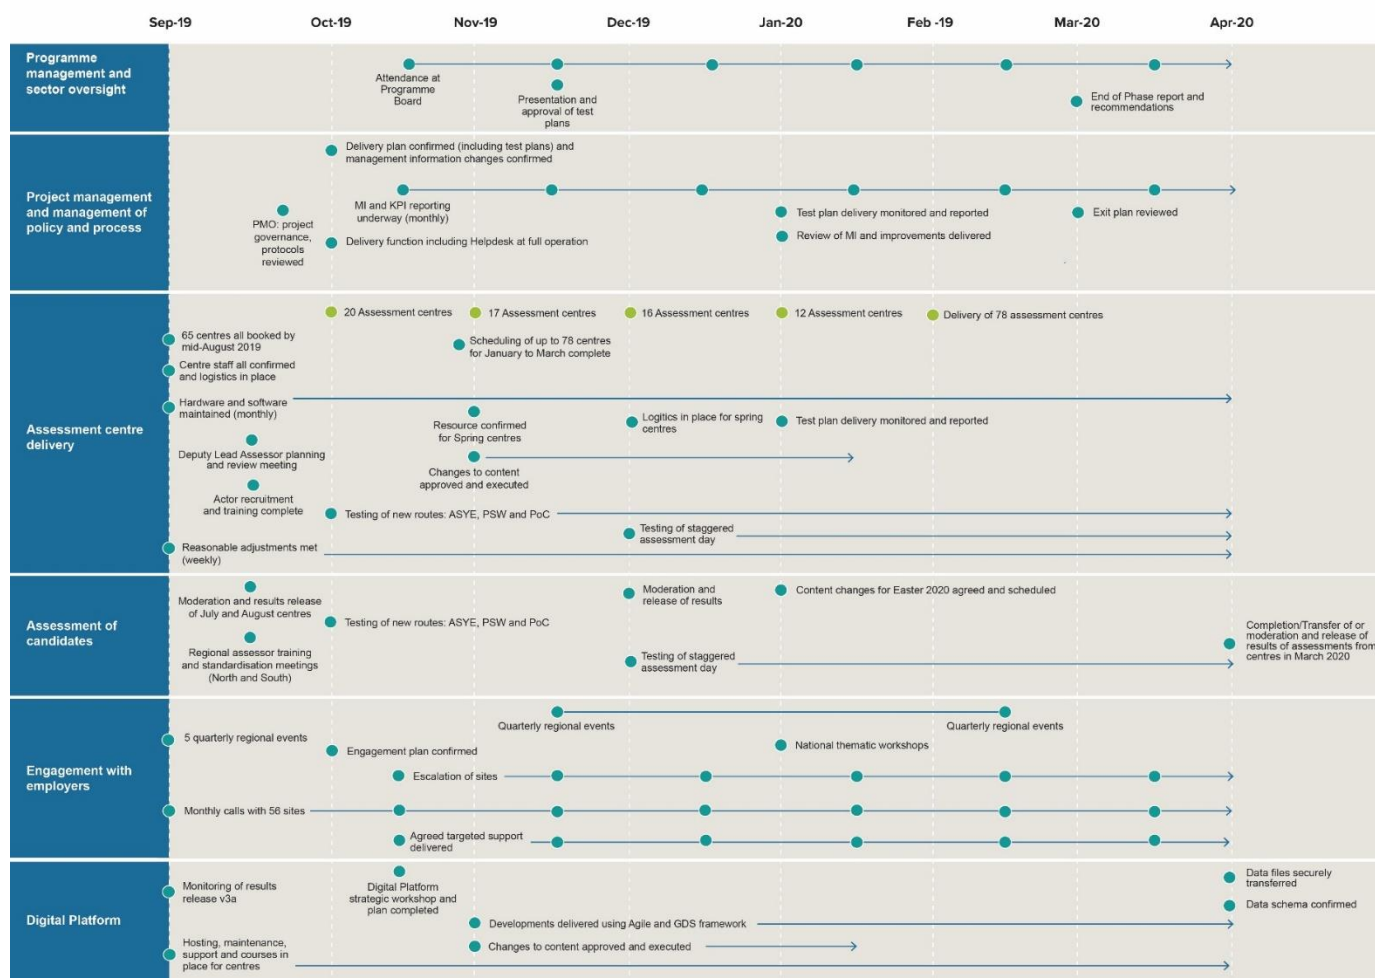 Sep-19
Oct-19
Nov-19
Dec-19
Jan-20
Feb -19
Mar-20
Apr-20
Programme
management and
sector oversight
Attendance at
Programme
Board
Presentation and
approval of test
plans
End of Phase report and
recommendations
Project management
and management of
policy and process
Delivery plan confirmed (including test plans) and
management information changes confirmed
MI and KPI reporting
underway (monthly)
PMO: project
governance,
protocols
reviewed
Delivery function including Helpdesk at full operation
Test plan delivery monitored and reported
Review of MI and improvements delivered
Exit plan reviewed
Assessment centre
delivery
20 Assessment centres
17 Assessment centres
16 Assessment centres
12 Assessment centres
Delivery of 78 assessment centres
65 centres all booked by
mid-August 2019
Scheduling of up to 78 centres
for January to March complete
Centre staff all confirmed
and logistics in place
Hardware and software
maintained (monthly)
Resource confirmed
for Spring centres
Logitics in place for spring
centres
Test plan delivery monitored and reported
Deputy Lead Assessor planning
and review meeting
Changes to content
approved and executed
Actor recruitment
and training complete
Testing of new routes: ASYE, PSW and PoC
Testing of staggered
assessment day
Reasonable adjustments met
(weekly)
Assessment of
candidates
Moderation and results release
of July and August centres
Moderation and
release of results
Content changes for Easter 2020 agreed and scheduled
Testing of new routes: ASYE, PSW and PoC
Regional assessor training
and standardisation meetings
(North and South)
Testing of staggered
assessment day
Completion/Transfer of or
moderation and release of
results of assessments from
centres in March 2020
Engagement with
employers
Quarterly regional events
Quarterly regional events
5 quarterly regional events
Engagement plan confirmed
National thematic workshops
Escalation of sites
Monthly calls with 56 sites
Agreed targeted support
delivered
Digital Platform
Monitoring of results
release v3a
Digital Platform
strategic workshop and
plan completed
Data files securely
transferred
Data schema confirmed
Developments delivered using Agile and GDS framework
Changes to content approved and executed
Hosting, maintenance,
support and courses in
place for centres